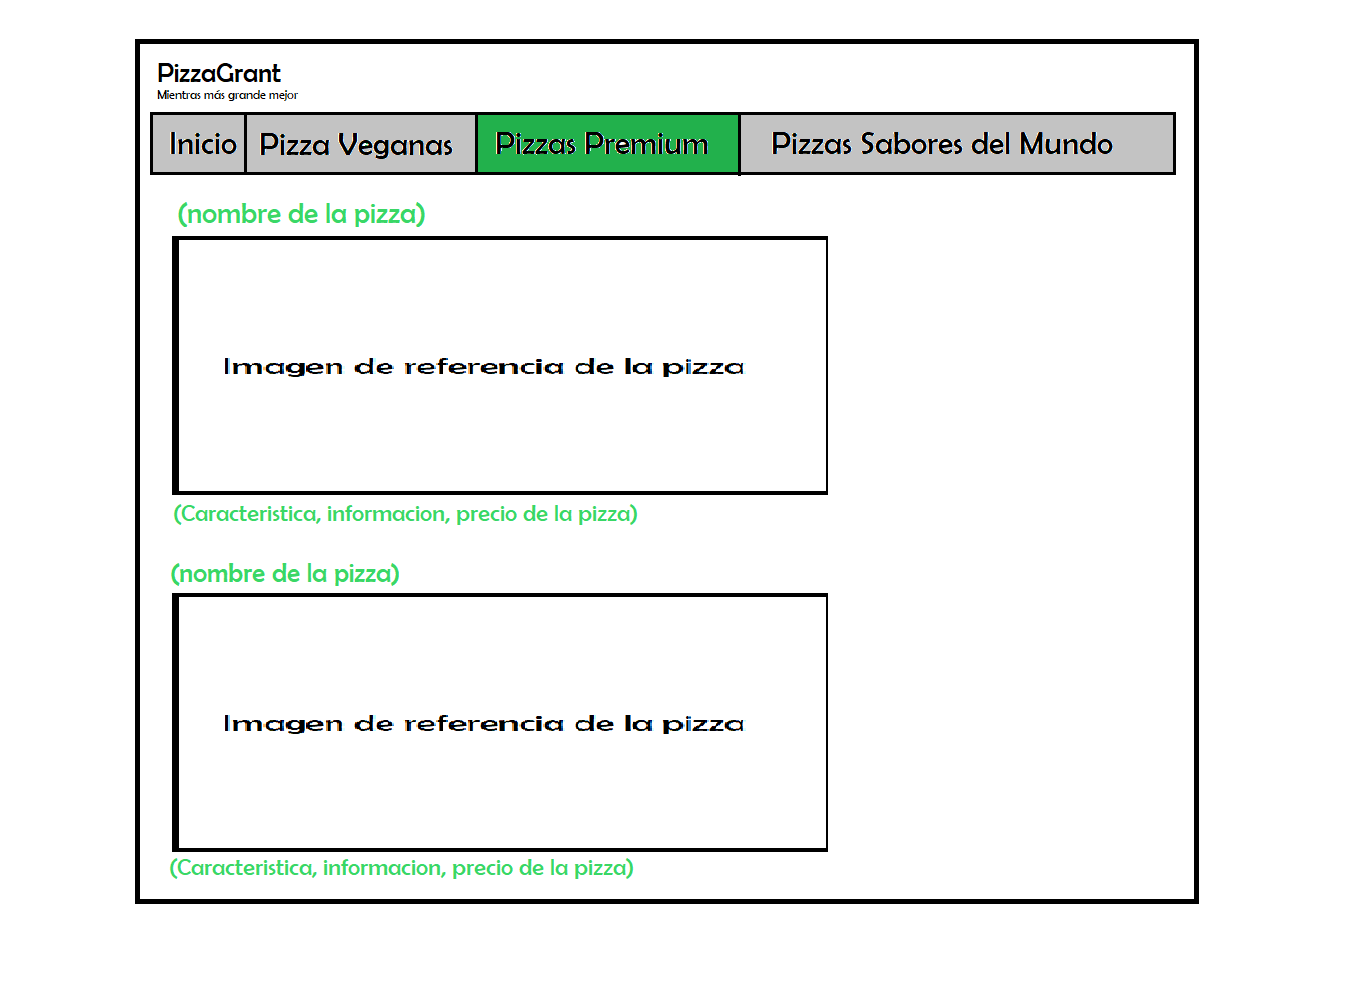 PizzaGrant
Mientras más grande mejor
Inicio Pizza Veganas Pizzas Premium Pizzas Sabores del Mundo
(nombre de la pizza)
Imagen de referencia de la pizza
(Caracteristica, informacion, precio de la pizza)
(nombre de la pizza)
Imagen de referencia de la pizza
(Caracteristica, informacion, precio de la pizza)